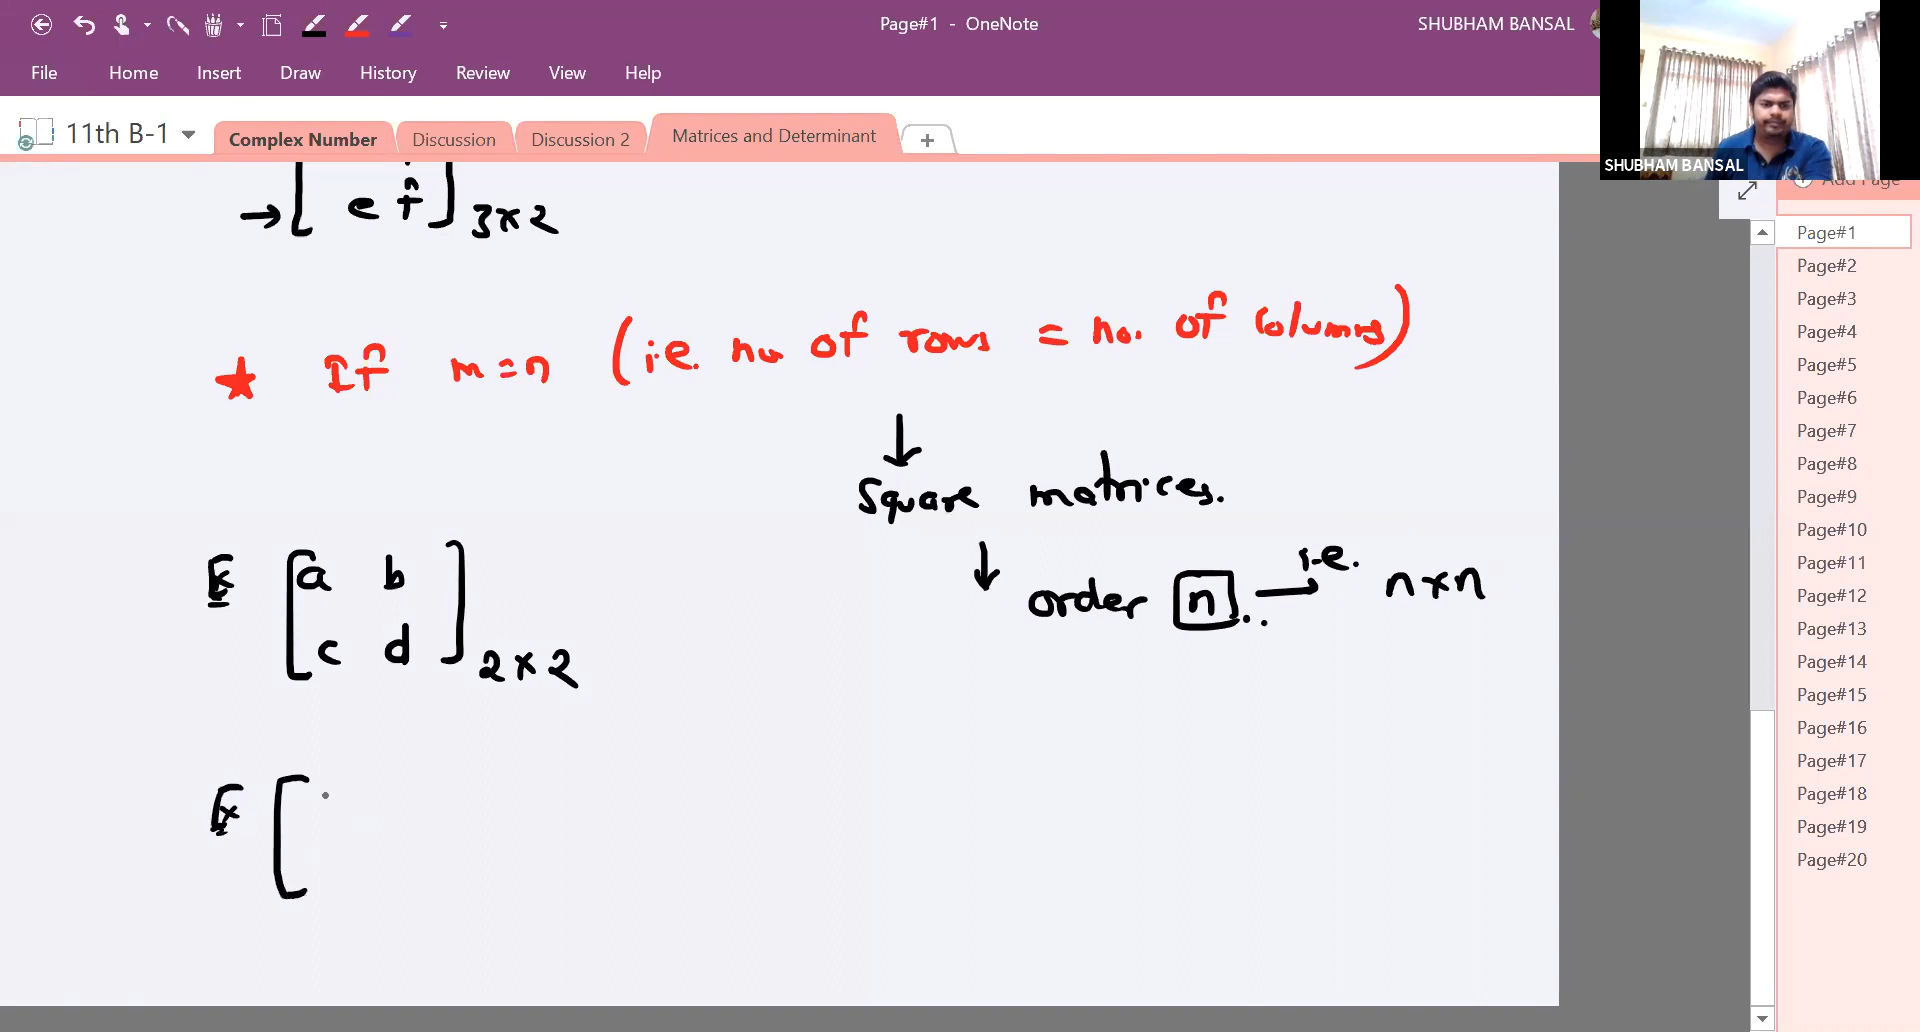 Page#1 - OneNote
SHUBHAM BANSAL
File Home Insert Draw History Review View Help
11th B-1 Complex Number Discussion Discussion 2 Matrices and Determinant +
SHUBHAM BANSAL
Add Page
→ [ e f ] 3×2
★ If m=n (i.e. no of rows = no. of columns)
↓
Square matrices.
↓ order n.. → i.e. n×n
Ex [ a b
c d ] 2×2
Ex [
Page#1
Page#2
Page#3
Page#4
Page#5
Page#6
Page#7
Page#8
Page#9
Page#10
Page#11
Page#12
Page#13
Page#14
Page#15
Page#16
Page#17
Page#18
Page#19
Page#20